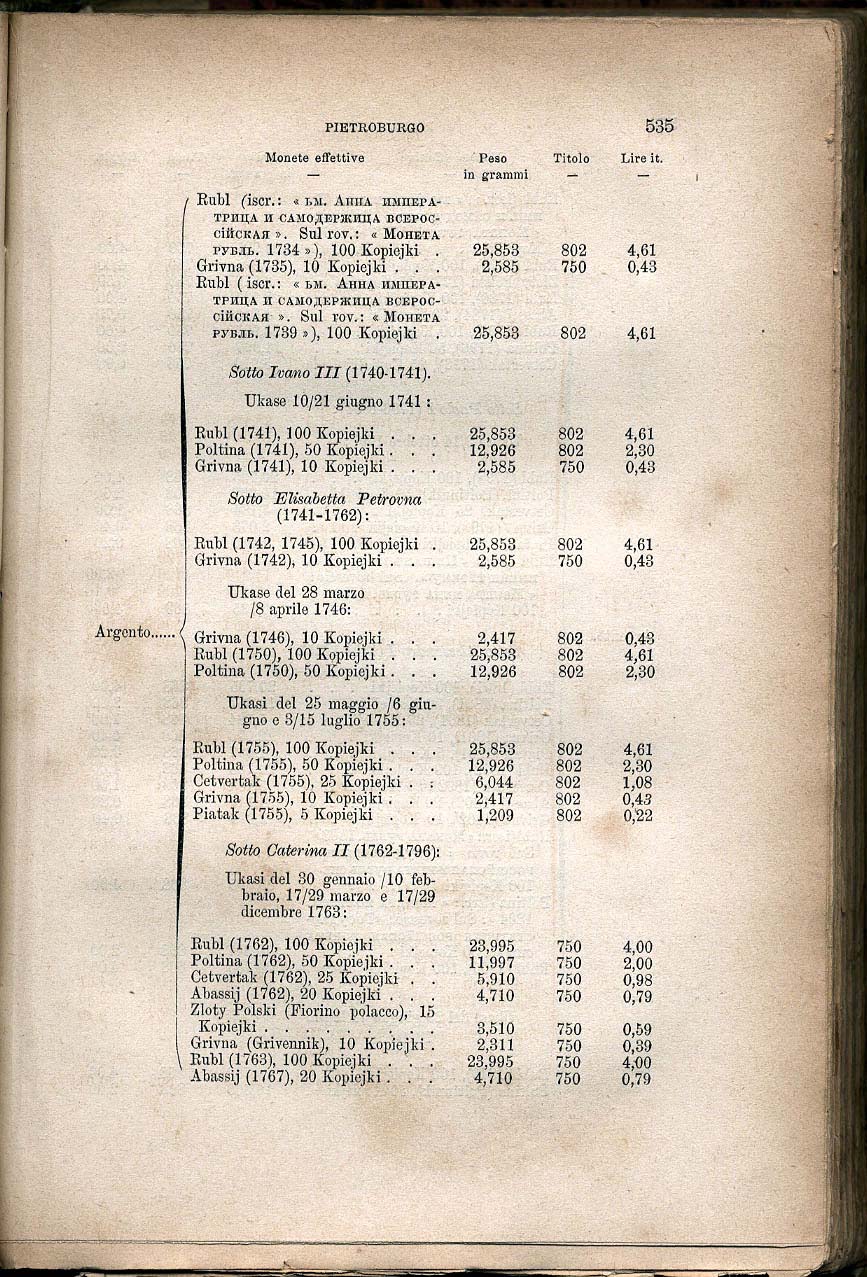 PIETROBURGO 535
Monete effettive Peso Titolo Lire it.
— in grammi — —
Rubl (iscr.: « ьм. Анна импера-
трица и самодержица всерос-
сійская ». Sul rov.: « Монета
рубль. 1734 »), 100 Kopiejki . 25,853 802 4,61
Grivna (1735), 10 Kopiejki . . . 2,585 750 0,43
Rubl (iscr.: « ьм. Анна импера-
трица и самодержица всерос-
сійская ». Sul rov.: « Монета
рубль. 1739 »), 100 Kopiejki . 25,853 802 4,61
Sotto Ivano III (1740-1741).
Ukase 10/21 giugno 1741 :
Rubl (1741), 100 Kopiejki . . . 25,853 802 4,61
Poltina (1741), 50 Kopiejki . . . 12,926 802 2,30
Grivna (1741), 10 Kopiejki . . . 2,585 750 0,43
Sotto Elisabetta Petrovna
(1741-1762):
Rubl (1742, 1745), 100 Kopiejki . 25,853 802 4,61
Grivna (1742), 10 Kopiejki . . . 2,585 750 0,43
Ukase del 28 marzo
/8 aprile 1746:
Argento...... Grivna (1746), 10 Kopiejki . . . 2,417 802 0,43
Rubl (1750), 100 Kopiejki . . . 25,853 802 4,61
Poltina (1750), 50 Kopiejki . . . 12,926 802 2,30
Ukasi del 25 maggio /6 giu-
gno e 3/15 luglio 1755:
Rubl (1755), 100 Kopiejki . . . 25,853 802 4,61
Poltina (1755), 50 Kopiejki . . . 12,926 802 2,30
Cetvertak (1755), 25 Kopiejki . : 6,044 802 1,08
Grivna (1755), 10 Kopiejki . . . 2,417 802 0,43
Piatak (1755), 5 Kopiejki . . . 1,209 802 0,22
Sotto Caterina II (1762-1796):
Ukasi del 30 gennaio /10 feb-
braio, 17/29 marzo e 17/29
dicembre 1763:
Rubl (1762), 100 Kopiejki . . . 23,995 750 4,00
Poltina (1762), 50 Kopiejki . . . 11,997 750 2,00
Cetvertak (1762), 25 Kopiejki . . 5,910 750 0,98
Abassij (1762), 20 Kopiejki . . . 4,710 750 0,79
Zloty Polski (Fiorino polacco), 15
Kopiejki . . . . . . . . . 3,510 750 0,59
Grivna (Grivennik), 10 Kopiejki . 2,311 750 0,39
Rubl (1763), 100 Kopiejki . . . 23,995 750 4,00
Abassij (1767), 20 Kopiejki . . . 4,710 750 0,79